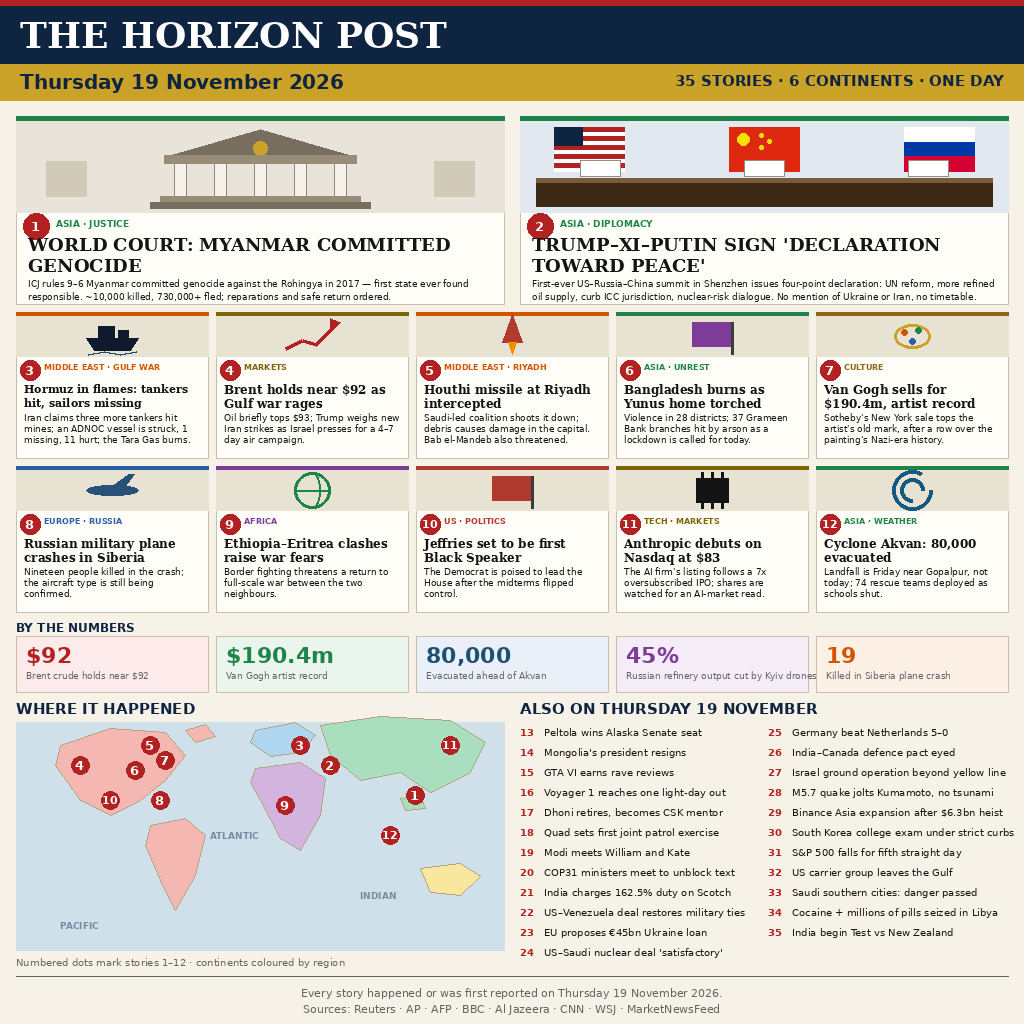 THE HORIZON POST
Thursday 19 November 2026
35 STORIES · 6 CONTINENTS · ONE DAY
1
ASIA · JUSTICE
WORLD COURT: MYANMAR COMMITTED
GENOCIDE
ICJ rules 9–6 Myanmar committed genocide against the Rohingya in 2017 — first state ever found
responsible. ~10,000 killed, 730,000+ fled; reparations and safe return ordered.
2
ASIA · DIPLOMACY
TRUMP–XI–PUTIN SIGN 'DECLARATION
TOWARD PEACE'
First-ever US–Russia–China summit in Shenzhen issues four-point declaration: UN reform, more refined
oil supply, curb ICC jurisdiction, nuclear-risk dialogue. No mention of Ukraine or Iran, no timetable.
3
MIDDLE EAST · GULF WAR
Hormuz in flames: tankers
hit, sailors missing
Iran claims three more tankers hit
mines; an ADNOC vessel is struck, 1
missing, 11 hurt; the Tara Gas burns.
4
MARKETS
Brent holds near $92 as
Gulf war rages
Oil briefly tops $93; Trump weighs new
Iran strikes as Israel presses for a 4–7
day air campaign.
5
MIDDLE EAST · RIYADH
Houthi missile at Riyadh
intercepted
Saudi-led coalition shoots it down;
debris causes damage in the capital.
Bab el-Mandeb also threatened.
6
ASIA · UNREST
Bangladesh burns as
Yunus home torched
Violence in 28 districts; 37 Grameen
Bank branches hit by arson as a
lockdown is called for today.
7
CULTURE
Van Gogh sells for
$190.4m, artist record
Sotheby's New York sale tops the
artist's old mark, after a row over the
painting's Nazi-era history.
8
EUROPE · RUSSIA
Russian military plane
crashes in Siberia
Nineteen people killed in the crash;
the aircraft type is still being
confirmed.
9
AFRICA
Ethiopia–Eritrea clashes
raise war fears
Border fighting threatens a return to
full-scale war between the two
neighbours.
10
US · POLITICS
Jeffries set to be first
Black Speaker
The Democrat is poised to lead the
House after the midterms flipped
control.
11
TECH · MARKETS
Anthropic debuts on
Nasdaq at $83
The AI firm's listing follows a 7x
oversubscribed IPO; shares are
watched for an AI-market read.
12
ASIA · WEATHER
Cyclone Akvan: 80,000
evacuated
Landfall is Friday near Gopalpur, not
today; 74 rescue teams deployed as
schools shut.
BY THE NUMBERS
$92
Brent crude holds near $92
$190.4m
Van Gogh artist record
80,000
Evacuated ahead of Akvan
45%
Russian refinery output cut by Kyiv drones
19
Killed in Siberia plane crash
WHERE IT HAPPENED
5
3
11
4
6
7
2
10
8
9
1
12
ATLANTIC
INDIAN
PACIFIC
Numbered dots mark stories 1–12 · continents coloured by region
ALSO ON THURSDAY 19 NOVEMBER
13 Peltola wins Alaska Senate seat
14 Mongolia's president resigns
15 GTA VI earns rave reviews
16 Voyager 1 reaches one light-day out
17 Dhoni retires, becomes CSK mentor
18 Quad sets first joint patrol exercise
19 Modi meets William and Kate
20 COP31 ministers meet to unblock text
21 India charges 162.5% duty on Scotch
22 US–Venezuela deal restores military ties
23 EU proposes €45bn Ukraine loan
24 US–Saudi nuclear deal 'satisfactory'
25 Germany beat Netherlands 5–0
26 India–Canada defence pact eyed
27 Israel ground operation beyond yellow line
28 M5.7 quake jolts Kumamoto, no tsunami
29 Binance Asia expansion after $6.3bn heist
30 South Korea college exam under strict curbs
31 S&P 500 falls for fifth straight day
32 US carrier group leaves the Gulf
33 Saudi southern cities: danger passed
34 Cocaine + millions of pills seized in Libya
35 India begin Test vs New Zealand
Every story happened or was first reported on Thursday 19 November 2026.
Sources: Reuters · AP · AFP · BBC · Al Jazeera · CNN · WSJ · MarketNewsFeed